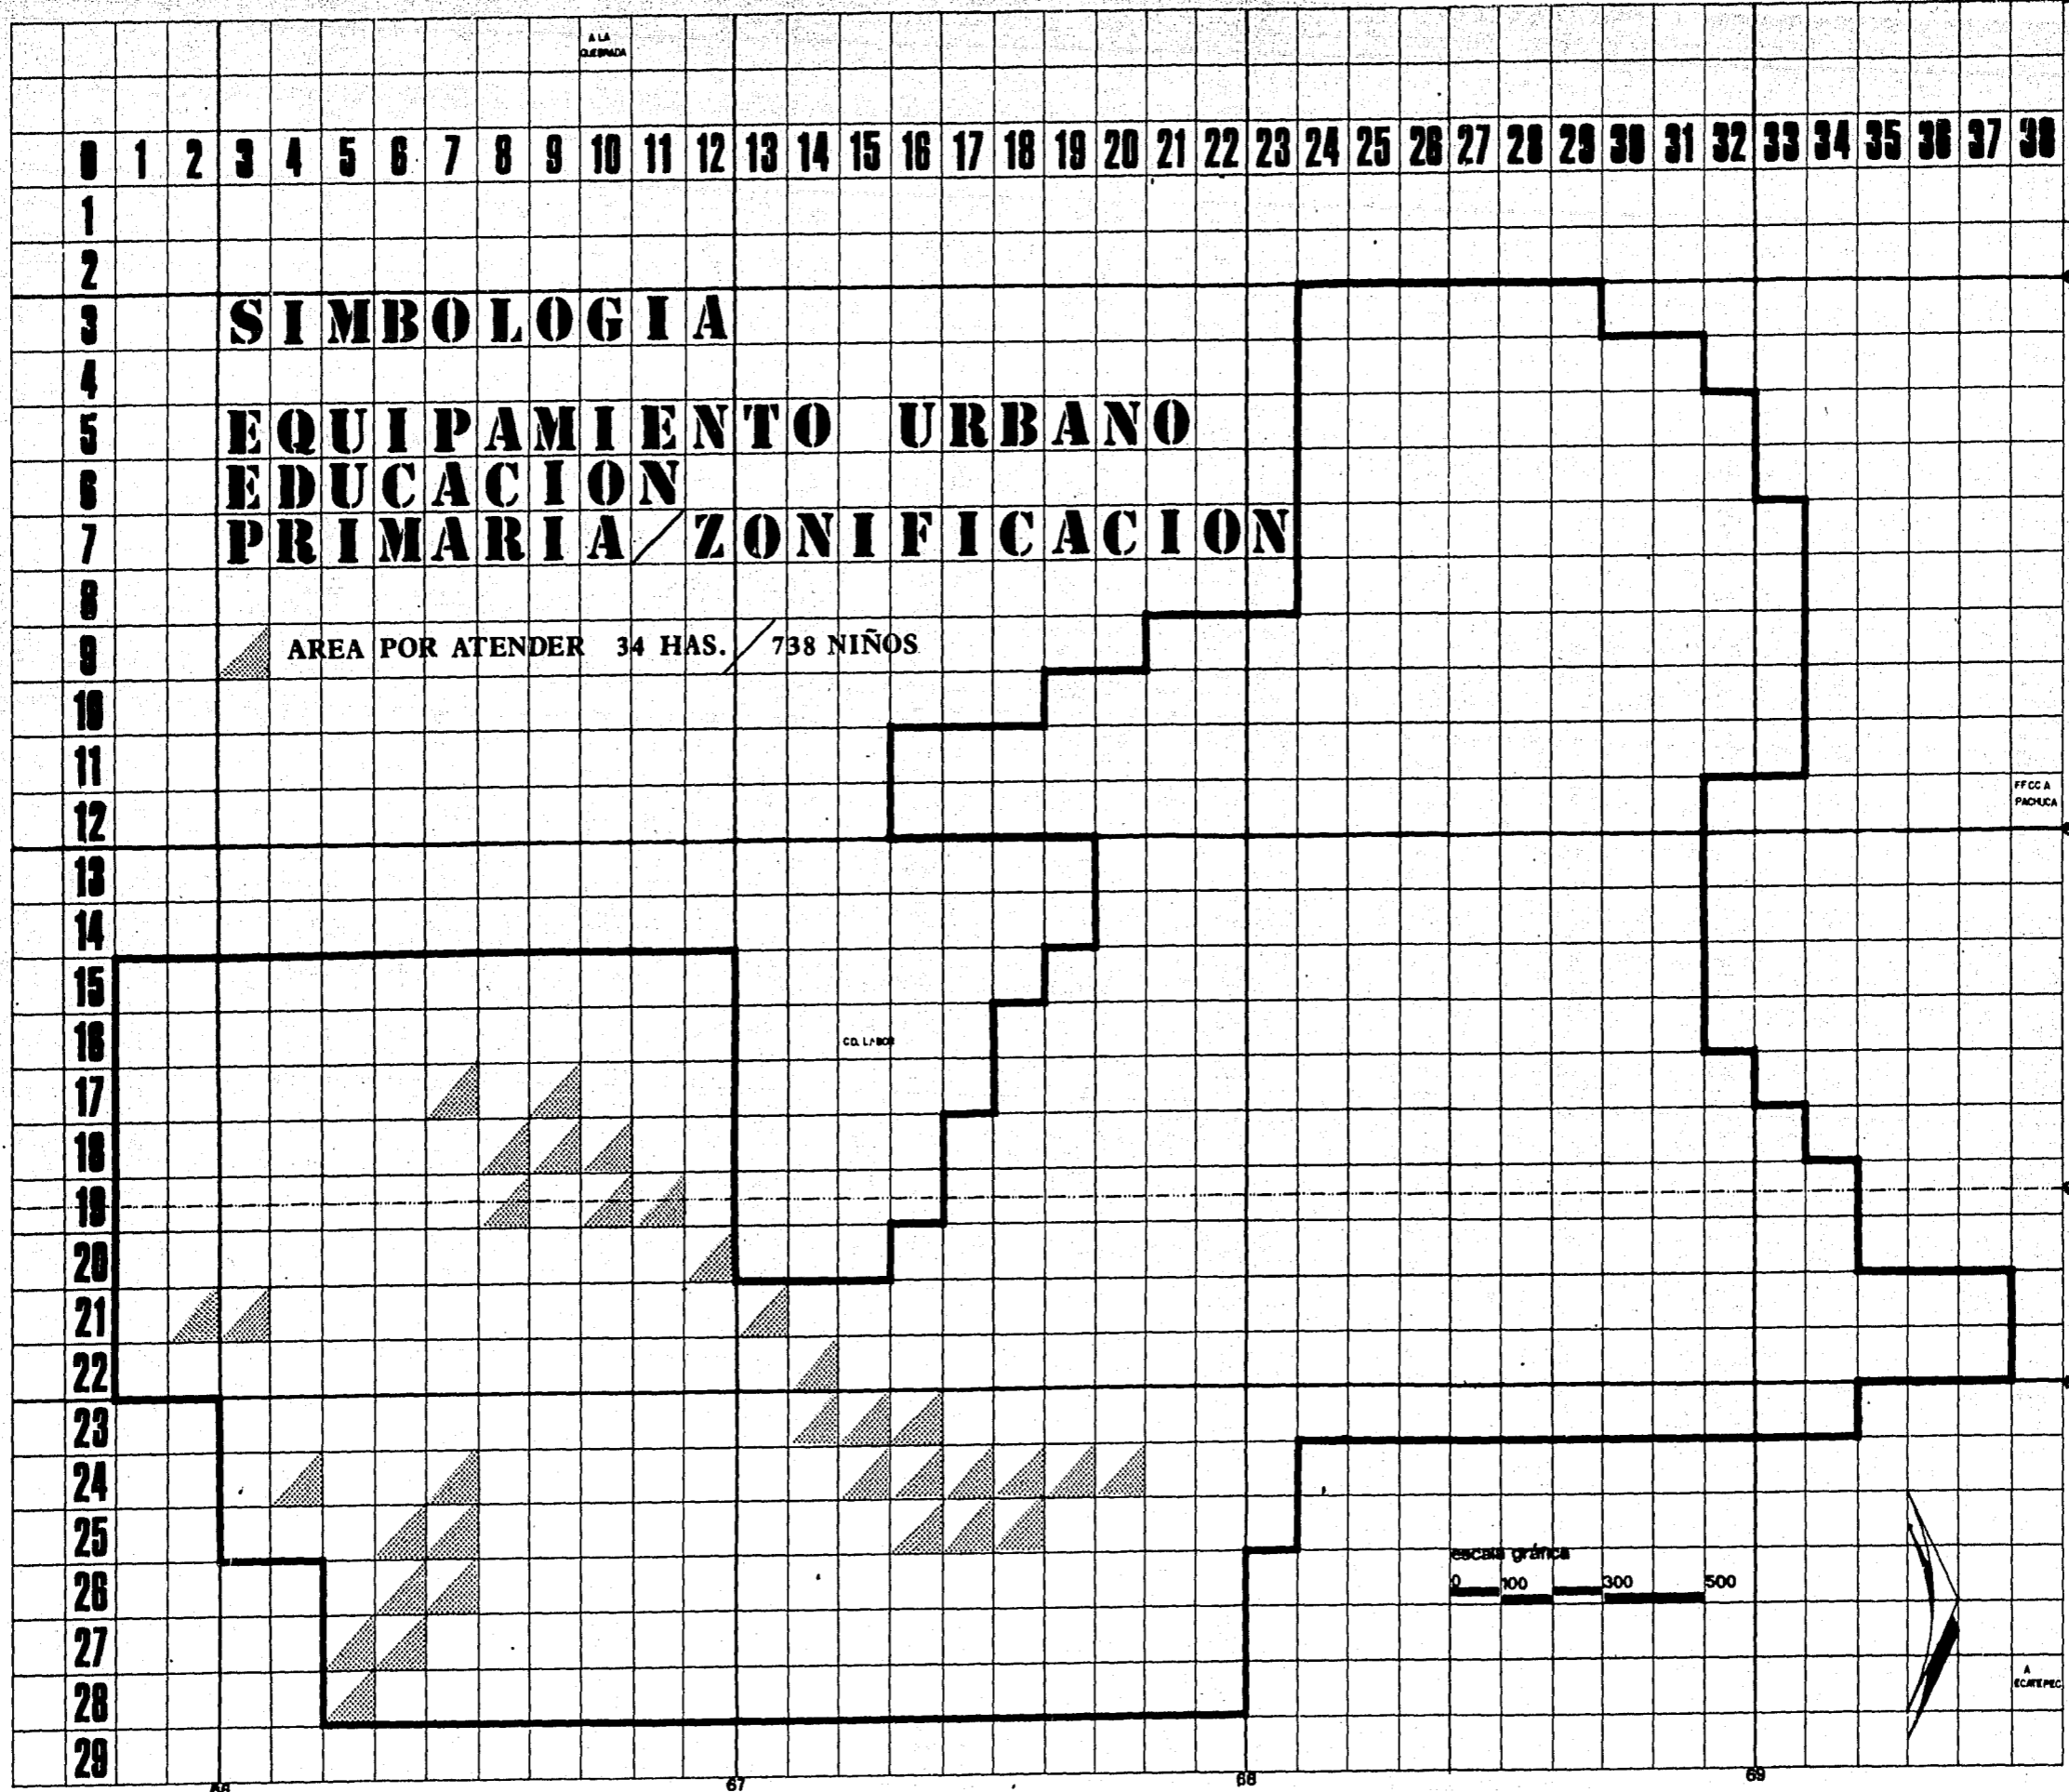 A LA
QUEBRADA
0 1 2 3 4 5 6 7 8 9 10 11 12 13 14 15 16 17 18 19 20 21 22 23 24 25 26 27 28 29 30 31 32 33 34 35 36 37 38
1
2
3 SIMBOLOGIA
4
5 EQUIPAMIENTO URBANO
6 EDUCACION
7 PRIMARIA/ZONIFICACION
8
9 AREA POR ATENDER 34 HAS./738 NIÑOS
10
11
FFCC A
PACHUCA
12
13
14
15
16 CD. LABOR
17
18
19
20
21
22
23
24
25
escala gráfica
26 0 100 300 500
27
28
A
ECATEPEC
29
66 67 68 69